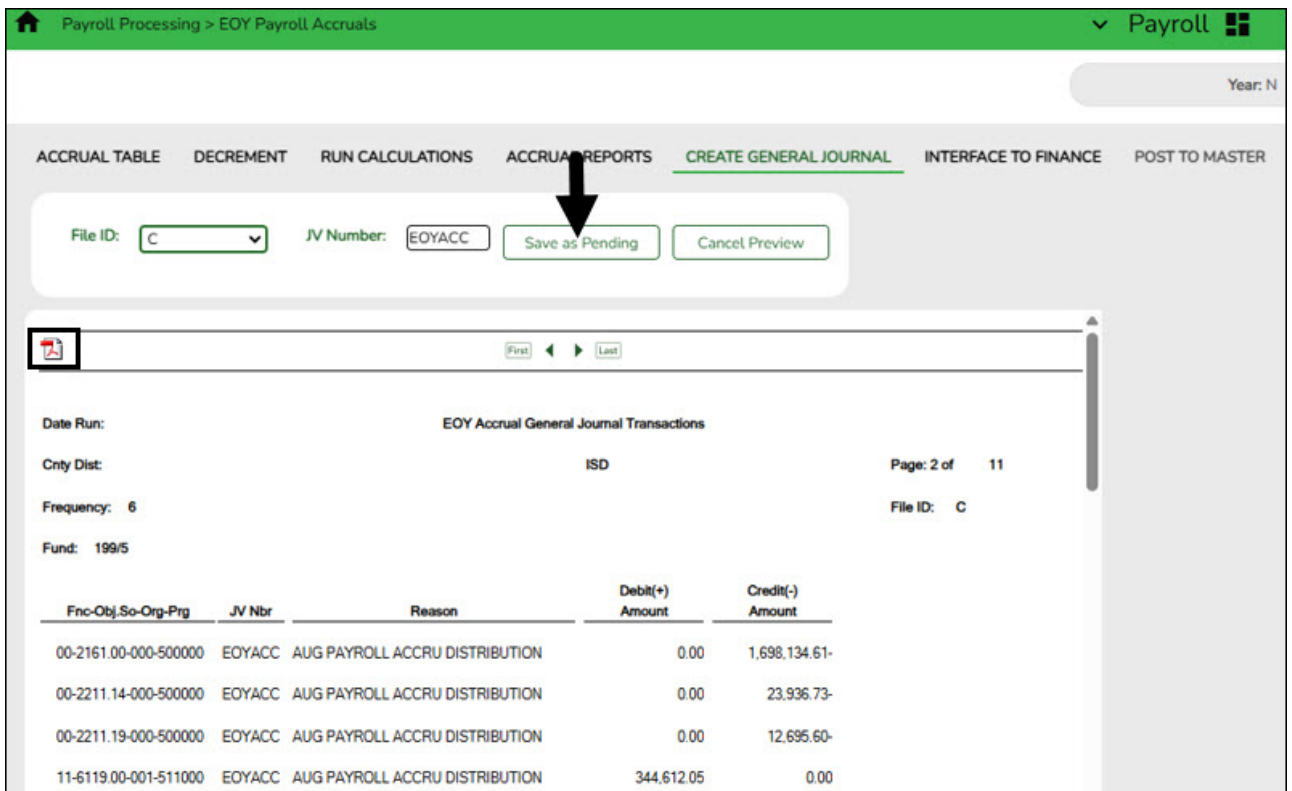 Payroll Processing > EOY Payroll Accruals
Payroll
Year: N
ACCRUAL TABLE DECREMENT RUN CALCULATIONS ACCRUAL REPORTS CREATE GENERAL JOURNAL INTERFACE TO FINANCE POST TO MASTER
File ID: C JV Number: EOYACC Save as Pending Cancel Preview
First Last
Date Run: EOY Accrual General Journal Transactions
Cnty Dist: ISD Page: 2 of 11
Frequency: 6 File ID: C
Fund: 199/5
Debit(+) Credit(-)
Fnc-Obj.So-Org-Prg JV Nbr Reason Amount Amount
00-2161.00-000-500000 EOYACC AUG PAYROLL ACCRU DISTRIBUTION 0.00 1,698,134.61-
00-2211.14-000-500000 EOYACC AUG PAYROLL ACCRU DISTRIBUTION 0.00 23,936.73-
00-2211.19-000-500000 EOYACC AUG PAYROLL ACCRU DISTRIBUTION 0.00 12,695.60-
11-6119.00-001-511000 EOYACC AUG PAYROLL ACCRU DISTRIBUTION 344,612.05 0.00